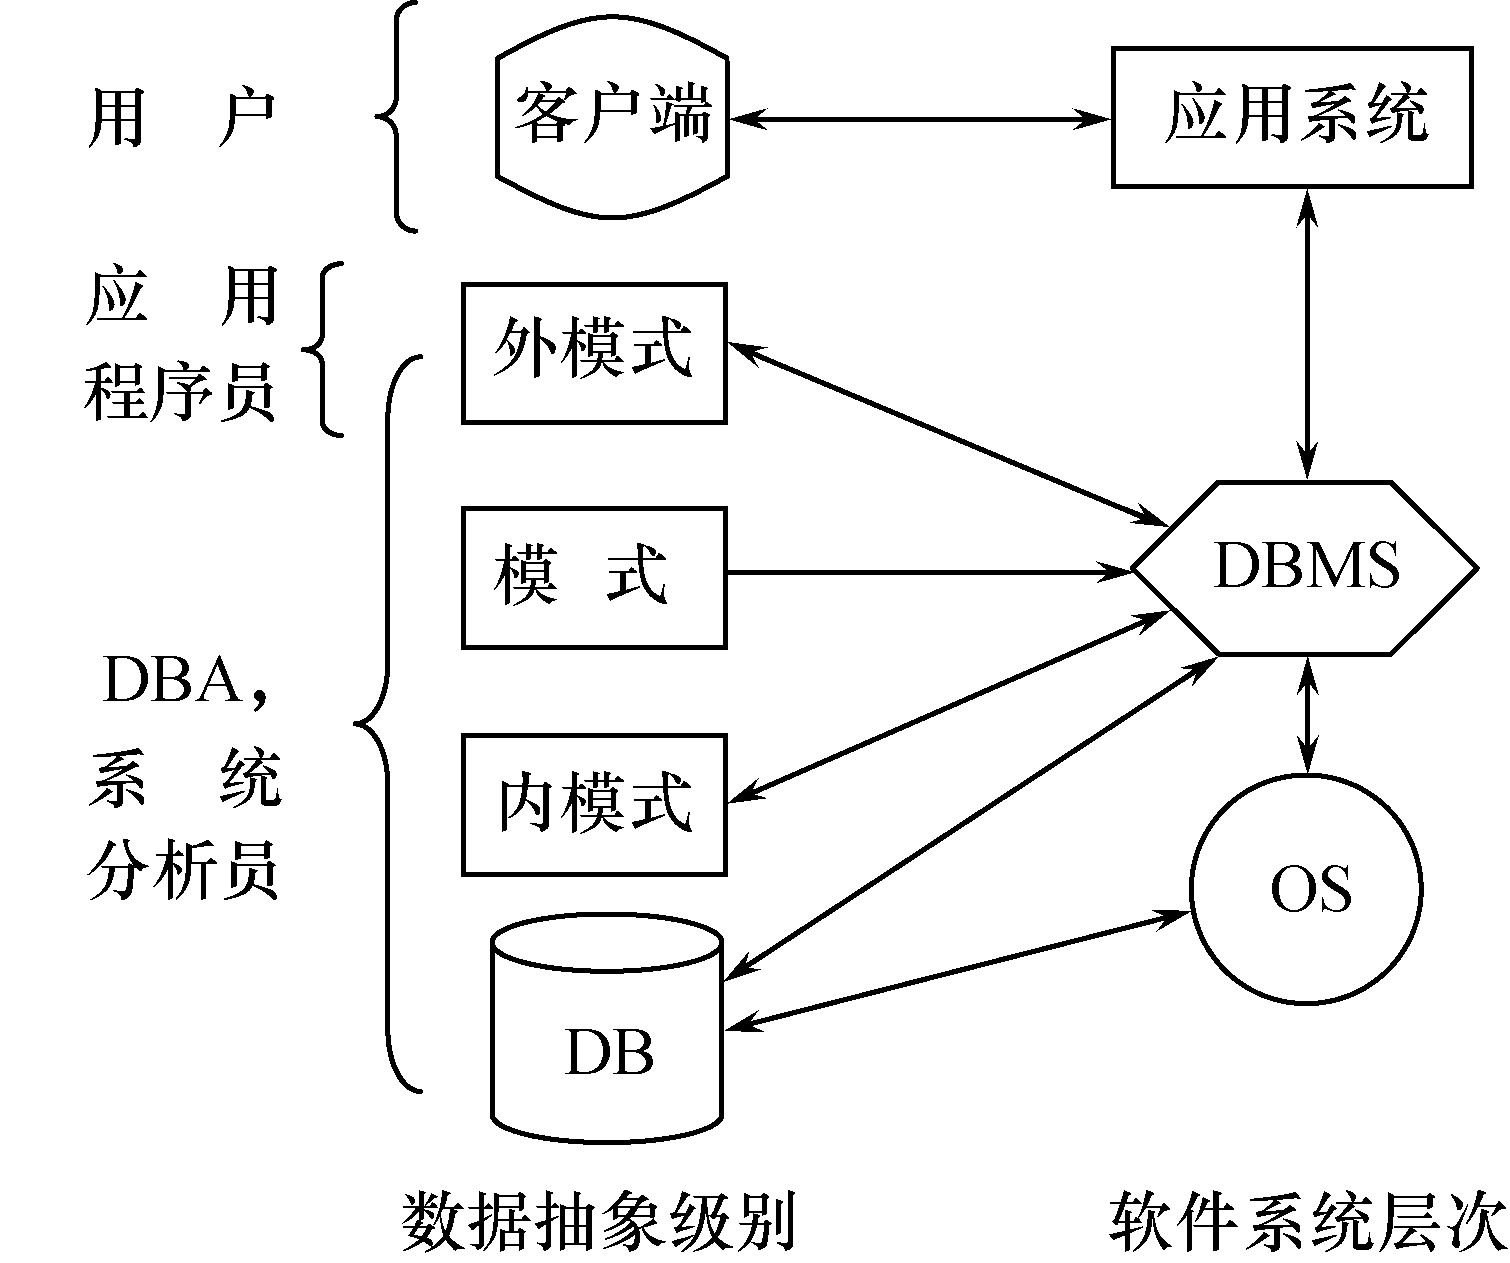 用 户
客户端
应用系统
应 用
程序员
外模式
模 式
DBMS
DBA，
系 统
分析员
内模式
OS
DB
数据抽象级别
软件系统层次